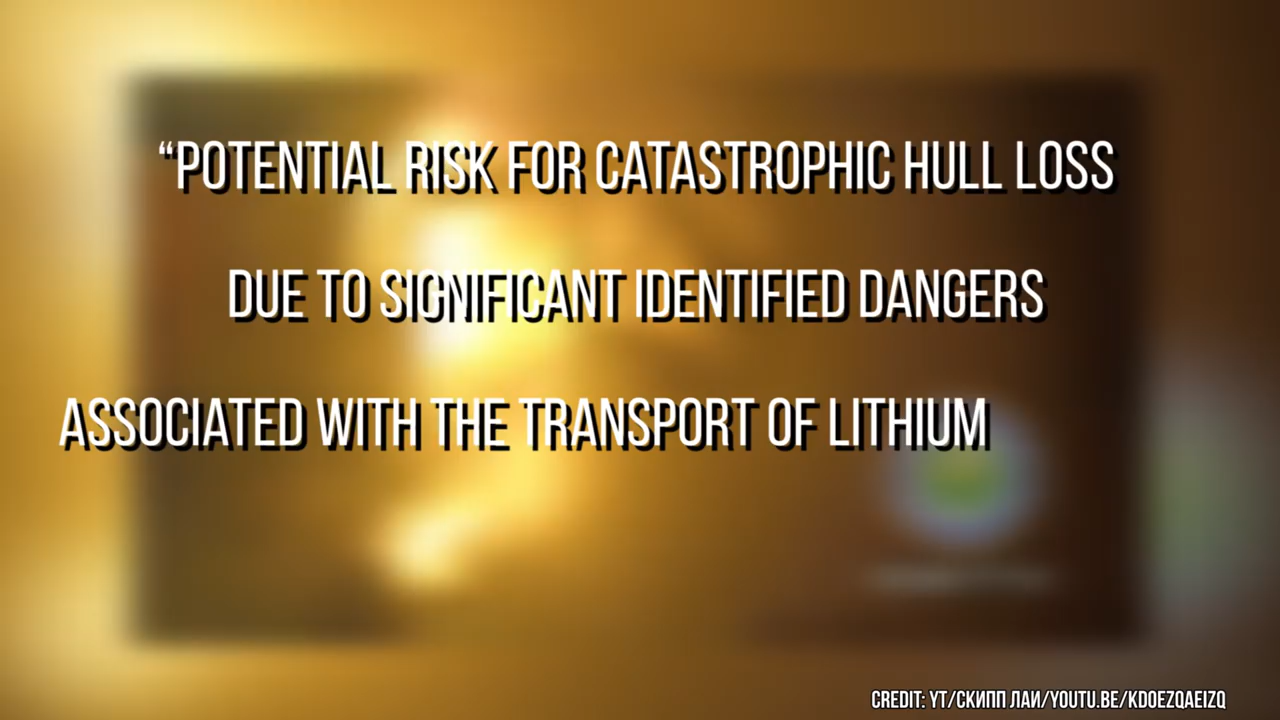 “POTENTIAL RISK FOR CATASTROPHIC HULL LOSS
DUE TO SIGNIFICANT IDENTIFIED DANGERS
ASSOCIATED WITH THE TRANSPORT OF LITHIUM
CREDIT: YT/СКИПП ЛАИ/YOUTU.BE/KDOEZQAEIZQ